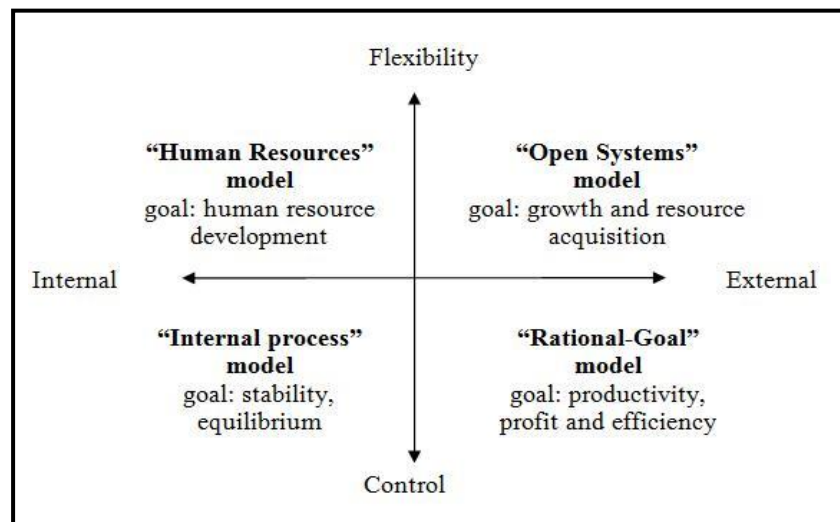 Flexibility
“Human Resources”
model
goal: human resource
development
“Open Systems”
model
goal: growth and resource
acquisition
Internal
External
“Internal process”
model
goal: stability,
equilibrium
“Rational-Goal”
model
goal: productivity,
profit and efficiency
Control